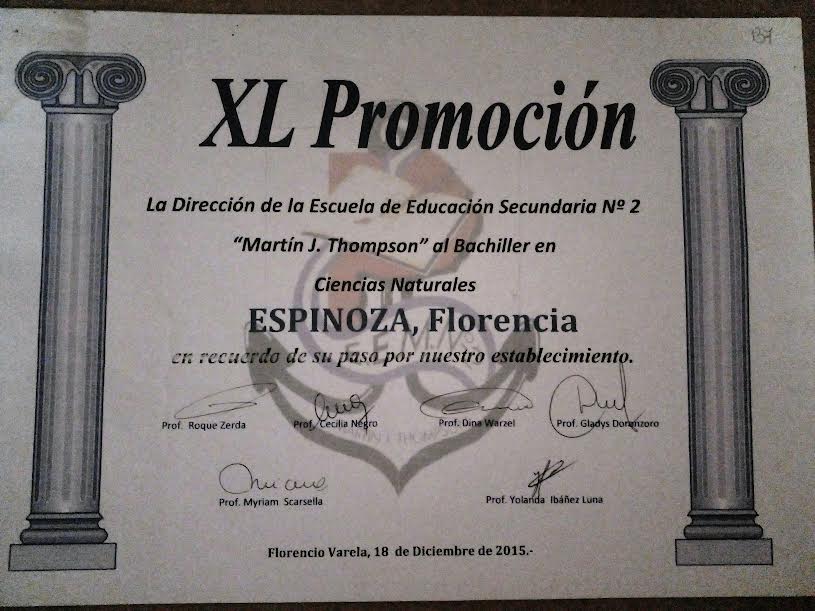 137
XL Promoción
La Dirección de la Escuela de Educación Secundaria Nº 2
“Martín J. Thompson” al Bachiller en
Ciencias Naturales
ESPINOZA, Florencia
en recuerdo de su paso por nuestro establecimiento.
E.E.M.N
Prof. Roque Zerda Prof. Cecilia Negro Prof. Dina Warzel Prof. Gladys Doranzoro
Prof. Myriam Scarsella Prof. Yolanda Ibáñez Luna
Florencio Varela, 18 de Diciembre de 2015.-